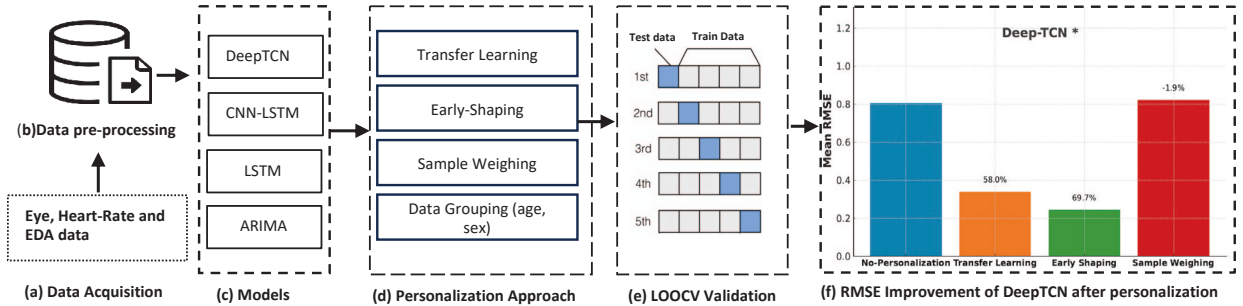 (b)Data pre-processing
Eye, Heart-Rate and
EDA data
(a) Data Acquisition
DeepTCN
CNN-LSTM
LSTM
ARIMA
(c) Models
Transfer Learning
Early-Shaping
Sample Weighing
Data Grouping (age,
sex)
(d) Personalization Approach
Test data
Train Data
1st
2nd
3rd
4th
5th
(e) LOOCV Validation
Deep-TCN *
Mean RMSE
1.2
1.0
0.8
0.6
0.4
0.2
0.0
58.0%
69.7%
-1.9%
No-Personalization
Transfer Learning
Early Shaping
Sample Weighing
(f) RMSE Improvement of DeepTCN after personalization